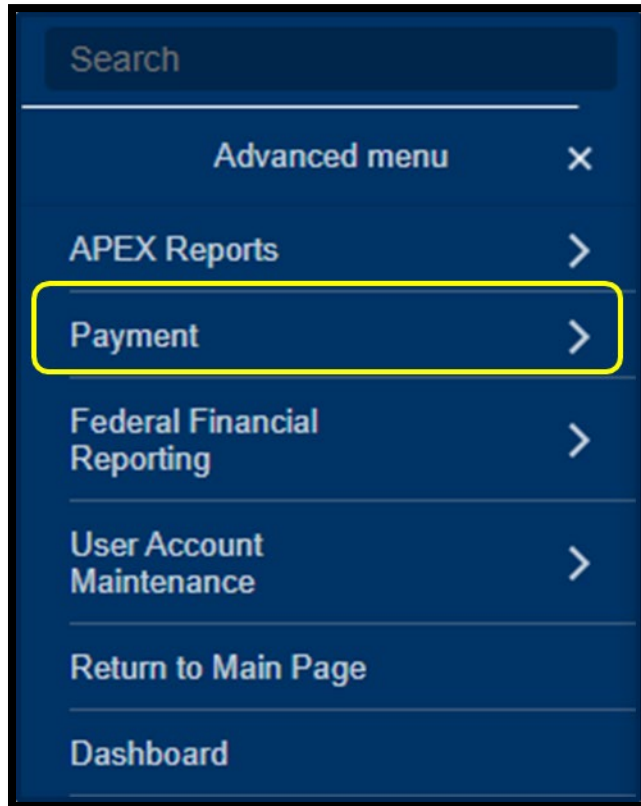 Search
Advanced menu
APEX Reports
Payment
Federal Financial
Reporting
User Account
Maintenance
Return to Main Page
Dashboard